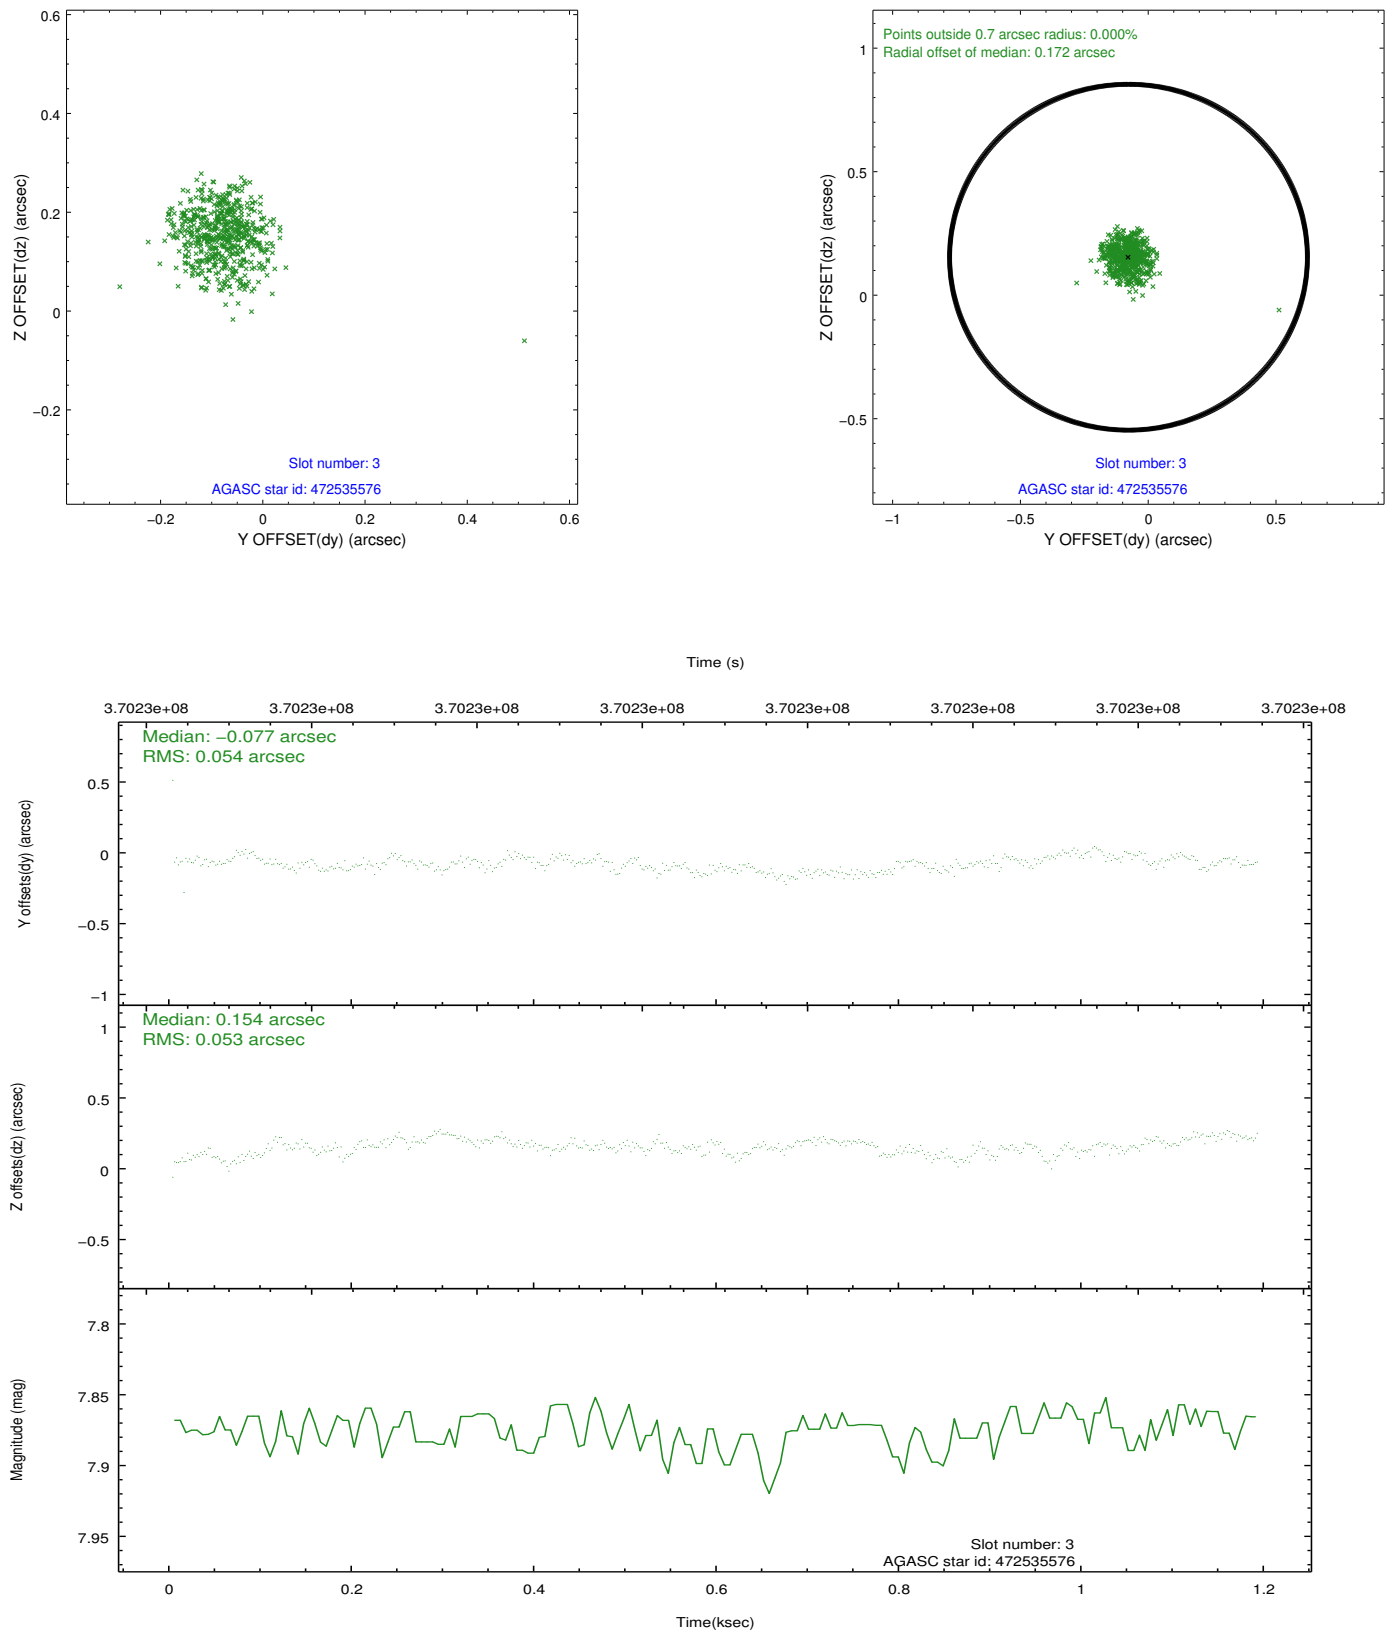 0.6
0.4
0.2
0
−0.2
Z OFFSET(dz) (arcsec)
Slot number: 3
AGASC star id: 472535576
−0.2 0 0.2 0.4 0.6
Y OFFSET(dy) (arcsec)
Points outside 0.7 arcsec radius: 0.000%
Radial offset of median: 0.172 arcsec
1
0.5
0
−0.5
Z OFFSET(dz) (arcsec)
Slot number: 3
AGASC star id: 472535576
−1 −0.5 0 0.5
Y OFFSET(dy) (arcsec)
Time (s)
3.7023e+08 3.7023e+08 3.7023e+08 3.7023e+08 3.7023e+08 3.7023e+08 3.7023e+08 3.7023e+08
Median: −0.077 arcsec
RMS: 0.054 arcsec
0.5
0
−0.5
−1
Y offsets(dy) (arcsec)
Median: 0.154 arcsec
RMS: 0.053 arcsec
1
0.5
0
−0.5
Z offsets(dz) (arcsec)
7.8
7.85
7.9
7.95
Magnitude (mag)
Slot number: 3
AGASC star id: 472535576
0 0.2 0.4 0.6 0.8 1 1.2
Time(ksec)